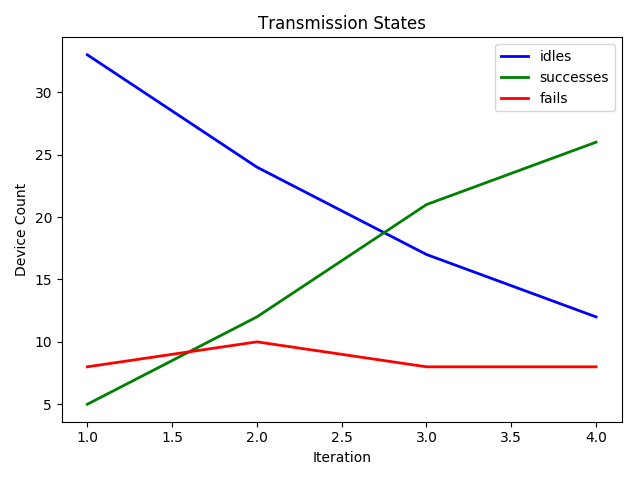 Transmission States
idles
successes
fails
Device Count
30
25
20
15
10
5
1.0 1.5 2.0 2.5 3.0 3.5 4.0
Iteration